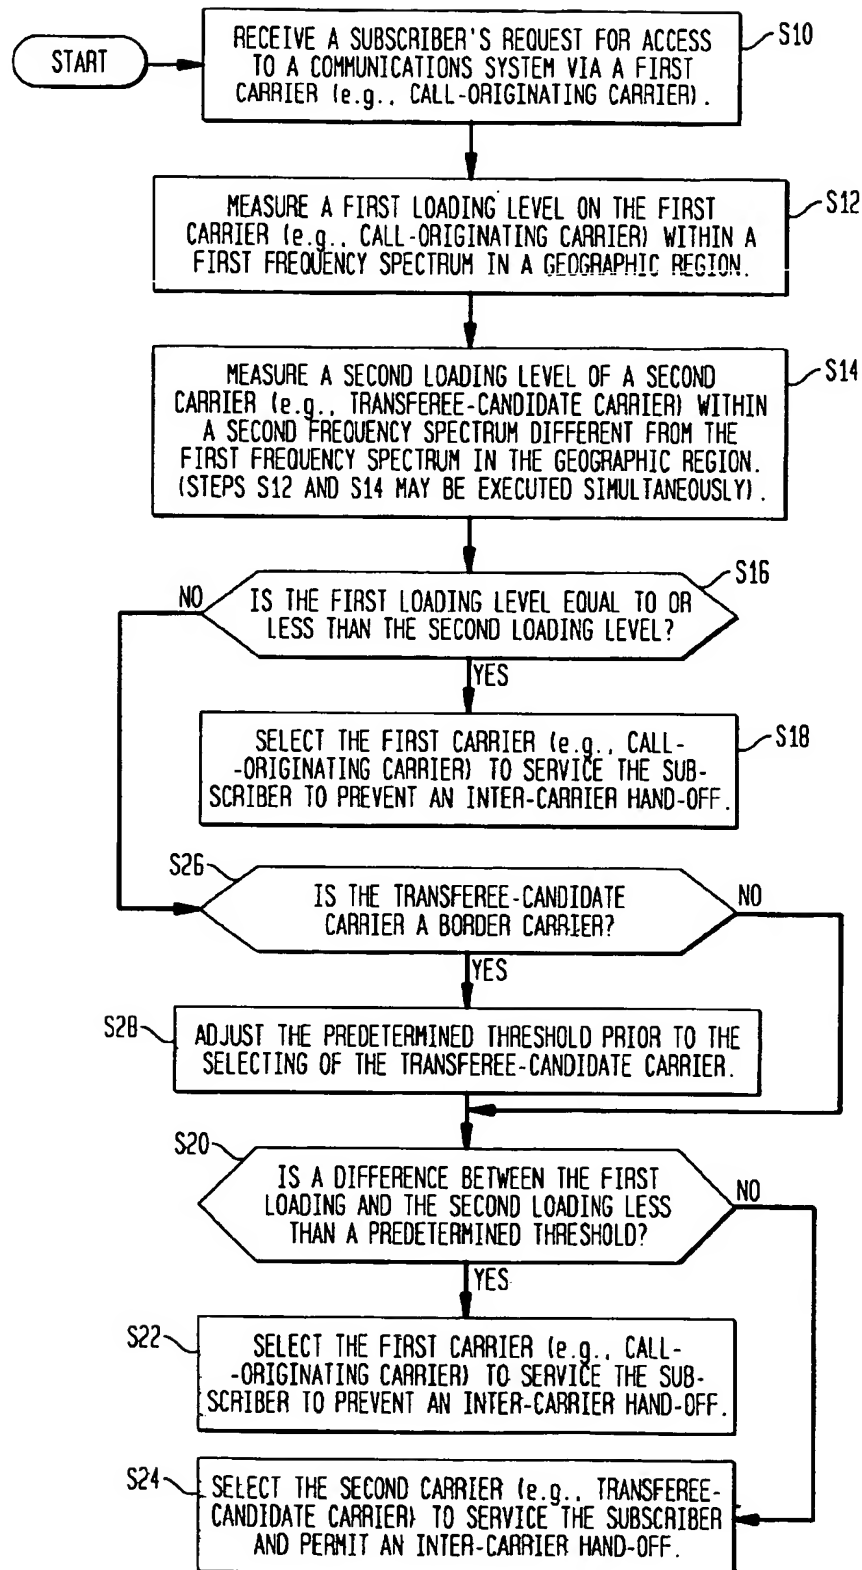 START
RECEIVE A SUBSCRIBER'S REQUEST FOR ACCESS
TO A COMMUNICATIONS SYSTEM VIA A FIRST
CARRIER (e.g., CALL-ORIGINATING CARRIER).
S10
MEASURE A FIRST LOADING LEVEL ON THE FIRST
CARRIER (e.g., CALL-ORIGINATING CARRIER) WITHIN A
FIRST FREQUENCY SPECTRUM IN A GEOGRAPHIC REGION.
S12
MEASURE A SECOND LOADING LEVEL OF A SECOND
CARRIER (e.g., TRANSFEREE-CANDIDATE CARRIER) WITHIN
A SECOND FREQUENCY SPECTRUM DIFFERENT FROM THE
FIRST FREQUENCY SPECTRUM IN THE GEOGRAPHIC REGION.
(STEPS S12 AND S14 MAY BE EXECUTED SIMULTANEOUSLY).
S14
S16
NO
IS THE FIRST LOADING LEVEL EQUAL TO OR
LESS THAN THE SECOND LOADING LEVEL?
YES
SELECT THE FIRST CARRIER (e.g., CALL-
-ORIGINATING CARRIER) TO SERVICE THE SUB-
SCRIBER TO PREVENT AN INTER-CARRIER HAND-OFF.
S18
S26
IS THE TRANSFEREE-CANDIDATE
CARRIER A BORDER CARRIER?
NO
YES
S28
ADJUST THE PREDETERMINED THRESHOLD PRIOR TO THE
SELECTING OF THE TRANSFEREE-CANDIDATE CARRIER.
S20
IS A DIFFERENCE BETWEEN THE FIRST
LOADING AND THE SECOND LOADING LESS
THAN A PREDETERMINED THRESHOLD?
NO
YES
S22
SELECT THE FIRST CARRIER (e.g., CALL-
-ORIGINATING CARRIER) TO SERVICE THE SUB-
SCRIBER TO PREVENT AN INTER-CARRIER HAND-OFF.
S24
SELECT THE SECOND CARRIER (e.g., TRANSFEREE-
CANDIDATE CARRIER) TO SERVICE THE SUBSCRIBER
AND PERMIT AN INTER-CARRIER HAND-OFF.